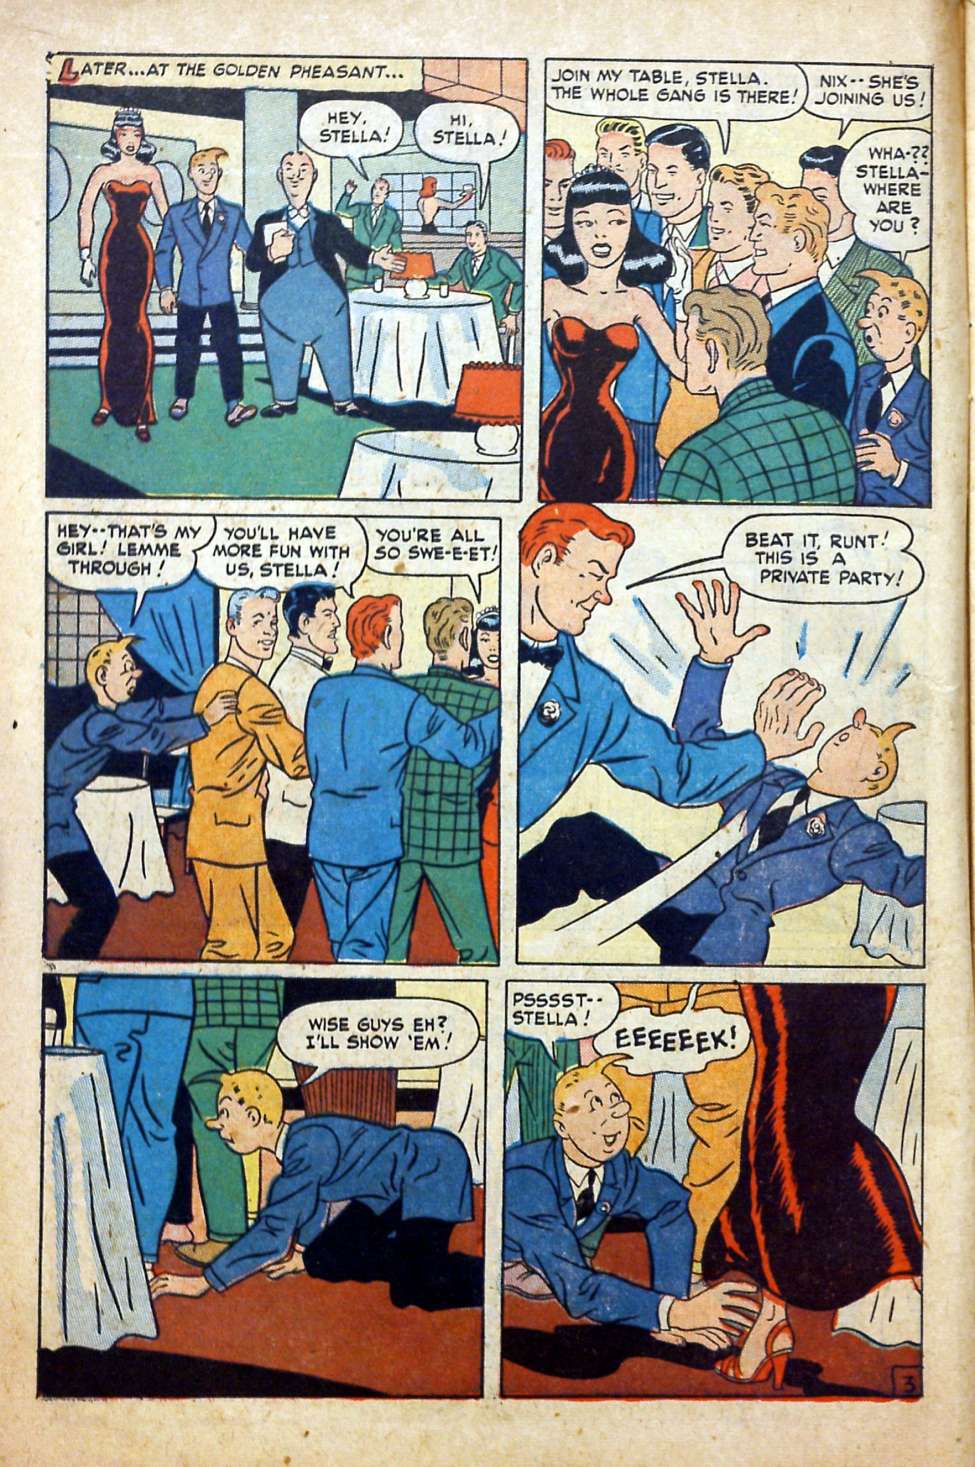 LATER...AT THE GOLDEN PHEASANT...
HEY,
STELLA!
HI,
STELLA!
JOIN MY TABLE, STELLA.
THE WHOLE GANG IS THERE!
NIX--SHE'S
JOINING US!
WHA-??
STELLA-
WHERE
ARE
YOU?
HEY--THAT'S MY
GIRL! LEMME
THROUGH!
YOU'LL HAVE
MORE FUN WITH
US, STELLA!
YOU'RE ALL
SO SWE-E-ET!
BEAT IT, RUNT!
THIS IS A
PRIVATE PARTY!
WISE GUYS EH?
I'LL SHOW 'EM!
PSSSST--
STELLA!
EEEEEEK!
3